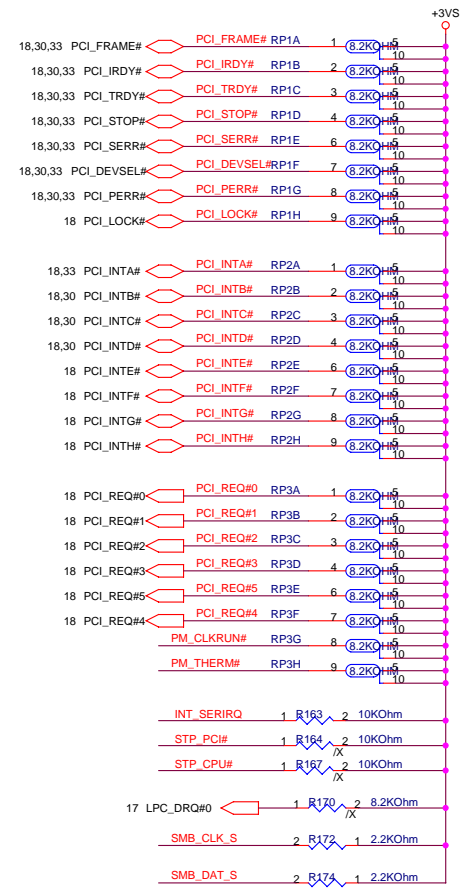 +3VS
18,30,33 PCI_FRAME# PCI_FRAME# RP1A 1 8.2KOHM 5
10
18,30,33 PCI_IRDY# PCI_IRDY# RP1B 2 8.2KOHM 5
10
18,30,33 PCI_TRDY# PCI_TRDY# RP1C 3 8.2KOHM 5
10
18,30,33 PCI_STOP# PCI_STOP# RP1D 4 8.2KOHM 5
10
18,30,33 PCI_SERR# PCI_SERR# RP1E 6 8.2KOHM 5
10
18,30,33 PCI_DEVSEL# PCI_DEVSEL# RP1F 7 8.2KOHM 5
10
18,30,33 PCI_PERR# PCI_PERR# RP1G 8 8.2KOHM 5
10
18 PCI_LOCK# PCI_LOCK# RP1H 9 8.2KOHM 5
10
18,33 PCI_INTA# PCI_INTA# RP2A 1 8.2KOHM 5
10
18,30 PCI_INTB# PCI_INTB# RP2B 2 8.2KOHM 5
10
18,30 PCI_INTC# PCI_INTC# RP2C 3 8.2KOHM 5
10
18,30 PCI_INTD# PCI_INTD# RP2D 4 8.2KOHM 5
10
18 PCI_INTE# PCI_INTE# RP2E 6 8.2KOHM 5
10
18 PCI_INTF# PCI_INTF# RP2F 7 8.2KOHM 5
10
18 PCI_INTG# PCI_INTG# RP2G 8 8.2KOHM 5
10
18 PCI_INTH# PCI_INTH# RP2H 9 8.2KOHM 5
10
18 PCI_REQ#0 PCI_REQ#0 RP3A 1 8.2KOHM 5
10
18 PCI_REQ#1 PCI_REQ#1 RP3B 2 8.2KOHM 5
10
18 PCI_REQ#2 PCI_REQ#2 RP3C 3 8.2KOHM 5
10
18 PCI_REQ#3 PCI_REQ#3 RP3D 4 8.2KOHM 5
10
18 PCI_REQ#5 PCI_REQ#5 RP3E 6 8.2KOHM 5
10
18 PCI_REQ#4 PCI_REQ#4 RP3F 7 8.2KOHM 5
10
PM_CLKRUN# RP3G 8 8.2KOHM 5
10
PM_THERM# RP3H 9 8.2KOHM 5
10
INT_SERIRQ 1 R163 2 10KOhm
STP_PCI# 1 R164 2 10KOhm
/X
STP_CPU# 1 R167 2 10KOhm
/X
17 LPC_DRQ#0 1 R170 2 8.2KOhm
/X
SMB_CLK_S 2 R172 1 2.2KOhm
SMB_DAT_S 2 R174 1 2.2KOhm